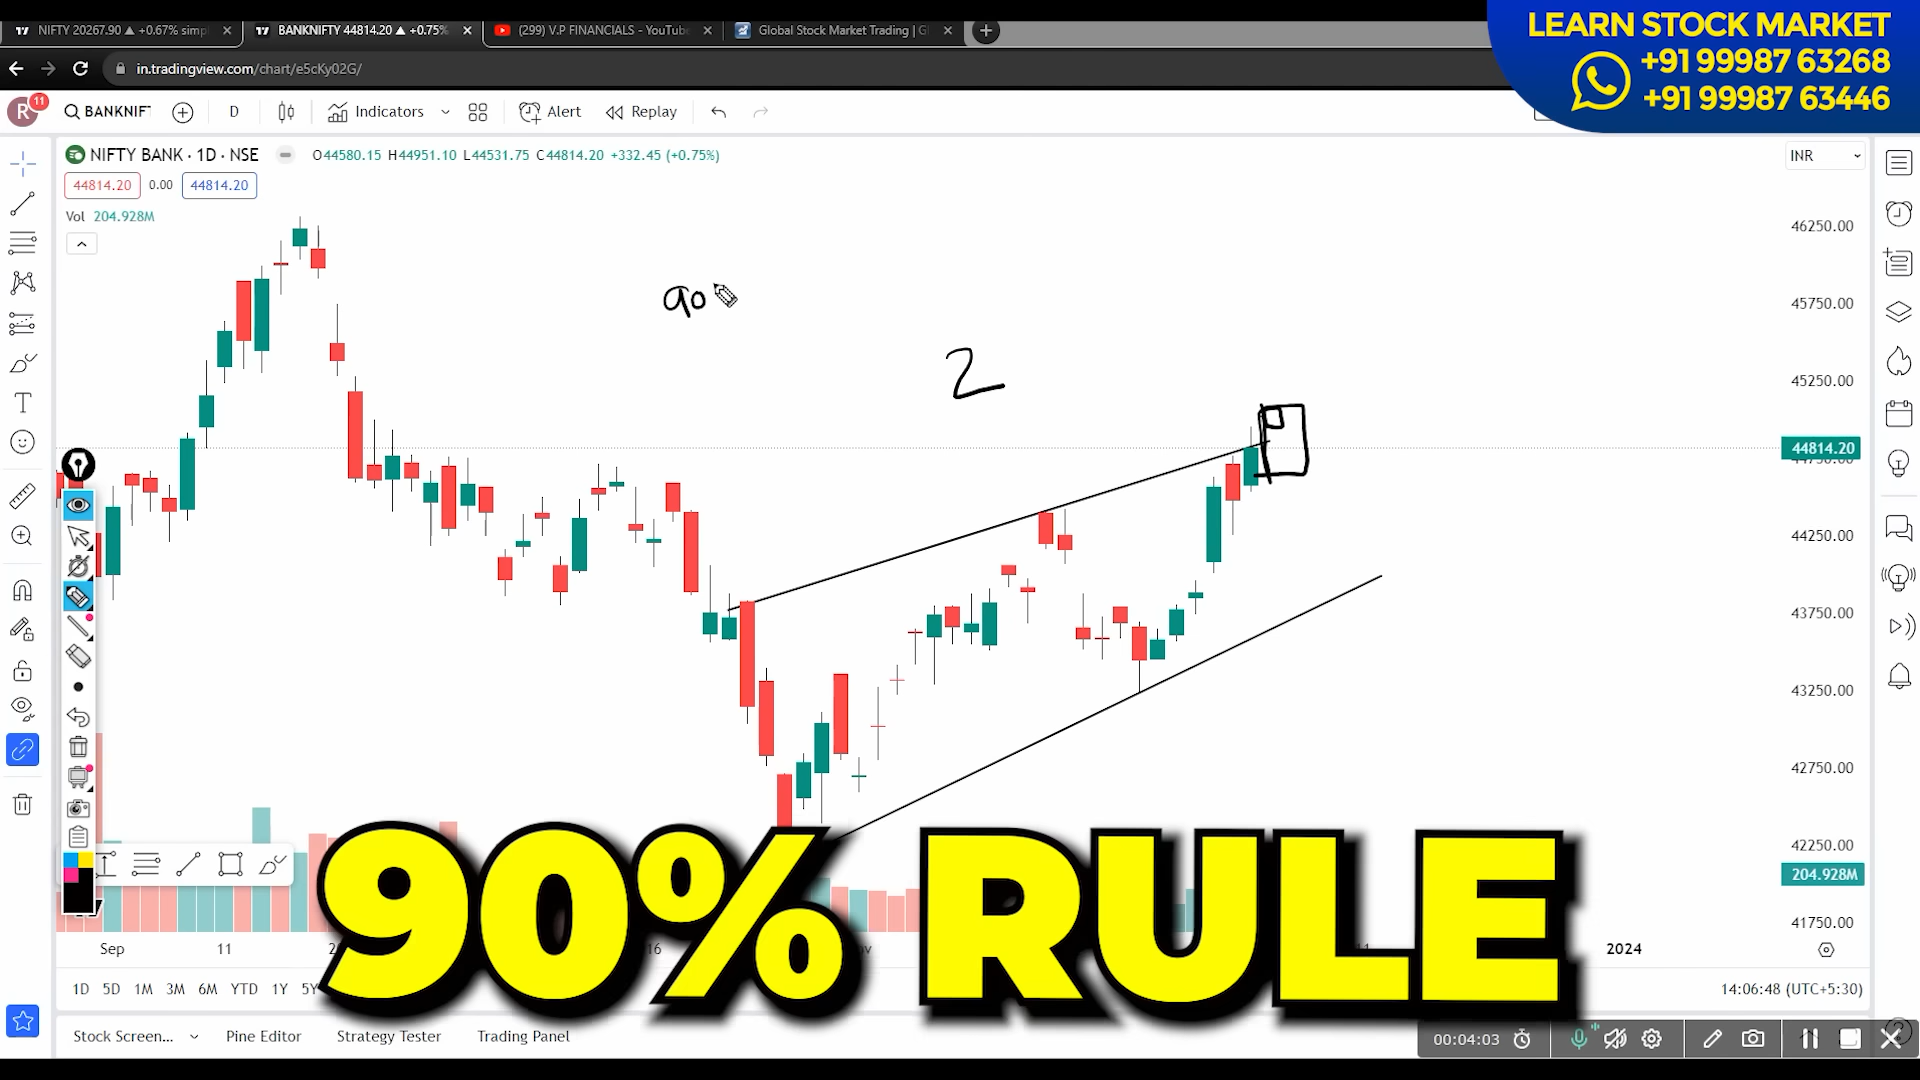 NIFTY 20267.90 ▲ +0.67% simp
BANKNIFTY 44814.20 ▲ +0.75%
(299) V.P FINANCIALS - YouTube
Global Stock Market Trading | G
LEARN STOCK MARKET
+91 99987 63268
+91 99987 63446
in.tradingview.com/chart/e5cKy02G/
R 11
BANKNIF
D
Indicators
Alert
Replay
NIFTY BANK · 1D · NSE
O44580.15 H44951.10 L44531.75 C44814.20 +332.45 (+0.75%)
INR
44814.20 0.00 44814.20
Vol 204.928M
46250.00
90
45750.00
2
45250.00
44814.20
44250.00
43750.00
43250.00
42750.00
42250.00
204.928M
41750.00
90% RULE
Sep 11 16 2024
1D 5D 1M 3M 6M YTD 1Y 5Y
14:06:48 (UTC+5:30)
Stock Screen... Pine Editor Strategy Tester Trading Panel
00:04:03